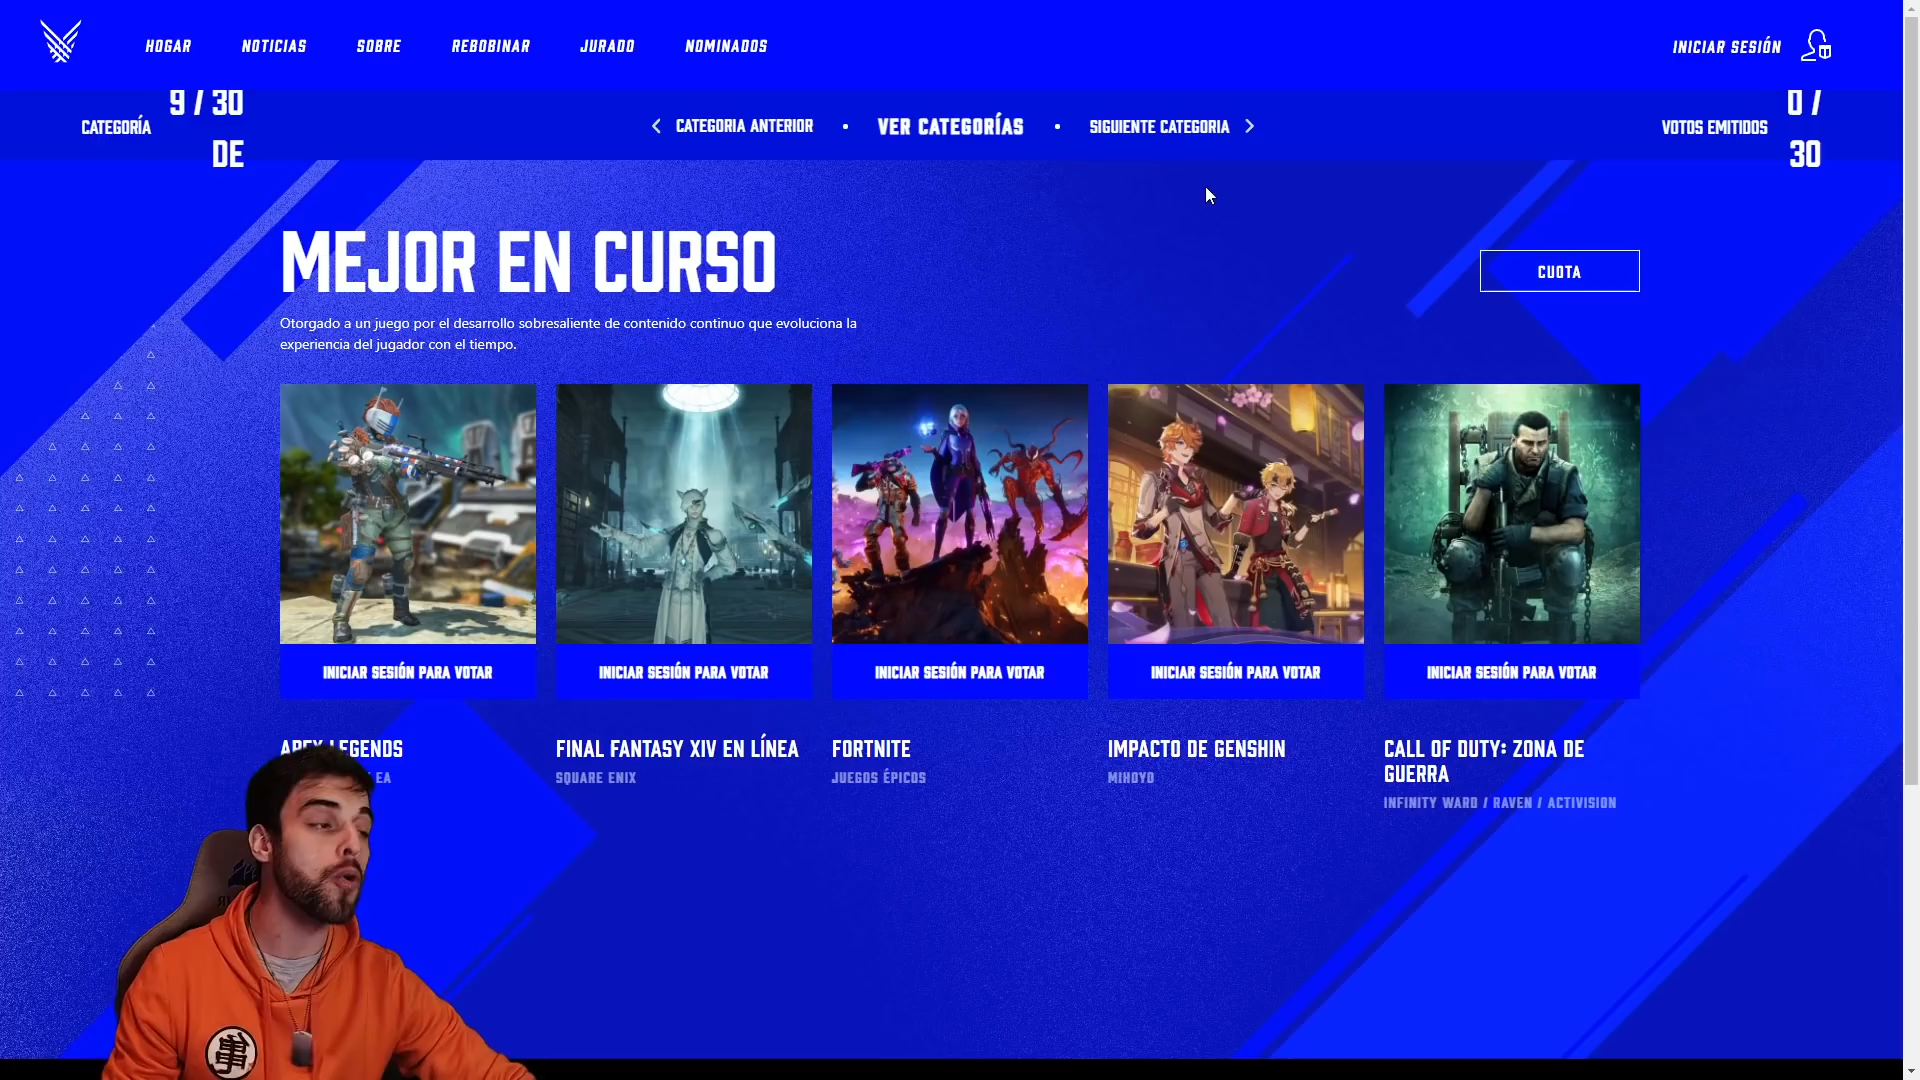 HOGAR
NOTICIAS
SOBRE
REBOBINAR
JURADO
NOMINADOS
INICIAR SESIÓN
CATEGORÍA
9 / 30
DE
CATEGORIA ANTERIOR
VER CATEGORÍAS
SIGUIENTE CATEGORIA
VOTOS EMITIDOS
0 /
30
MEJOR EN CURSO
CUOTA
Otorgado a un juego por el desarrollo sobresaliente de contenido continuo que evoluciona la
experiencia del jugador con el tiempo.
INICIAR SESIÓN PARA VOTAR
INICIAR SESIÓN PARA VOTAR
INICIAR SESIÓN PARA VOTAR
INICIAR SESIÓN PARA VOTAR
INICIAR SESIÓN PARA VOTAR
APEX LEGENDS
/ EA
FINAL FANTASY XIV EN LÍNEA
SQUARE ENIX
FORTNITE
JUEGOS ÉPICOS
IMPACTO DE GENSHIN
MIHOYO
CALL OF DUTY: ZONA DE
GUERRA
INFINITY WARD / RAVEN / ACTIVISION